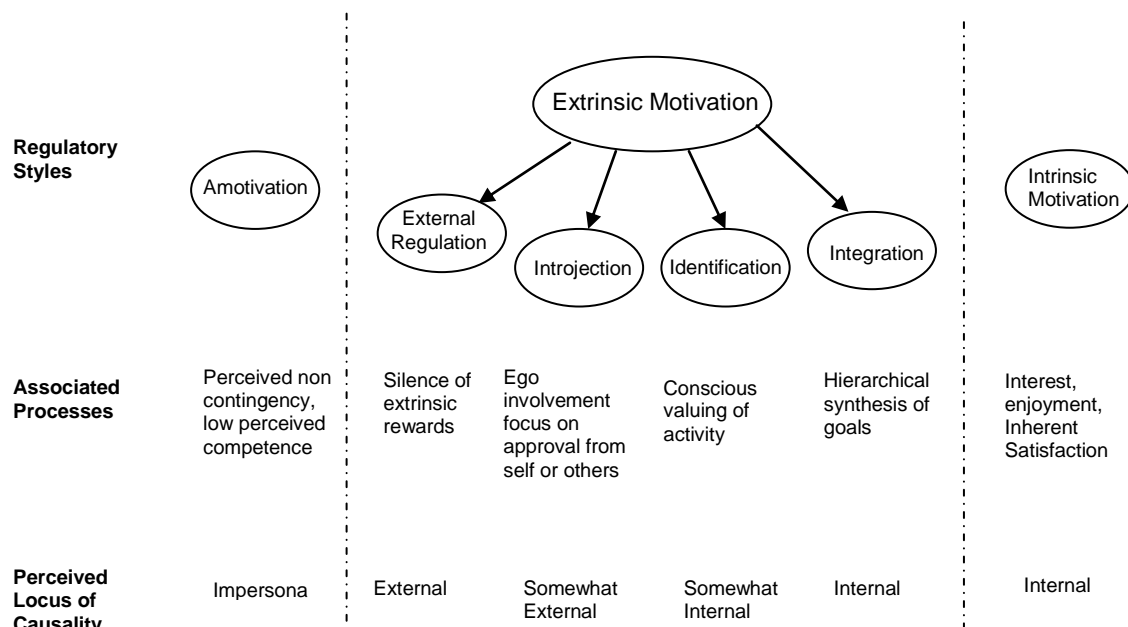 Extrinsic Motivation
Regulatory
Styles
Amotivation
Intrinsic
Motivation
External
Regulation
Introjection
Identification
Integration
Associated
Processes
Perceived non
contingency,
low perceived
competence
Silence of
extrinsic
rewards
Ego
involvement
focus on
approval from
self or others
Conscious
valuing of
activity
Hierarchical
synthesis of
goals
Interest,
enjoyment,
Inherent
Satisfaction
Perceived
Locus of
Causality
Impersona
External
Somewhat
External
Somewhat
Internal
Internal
Internal